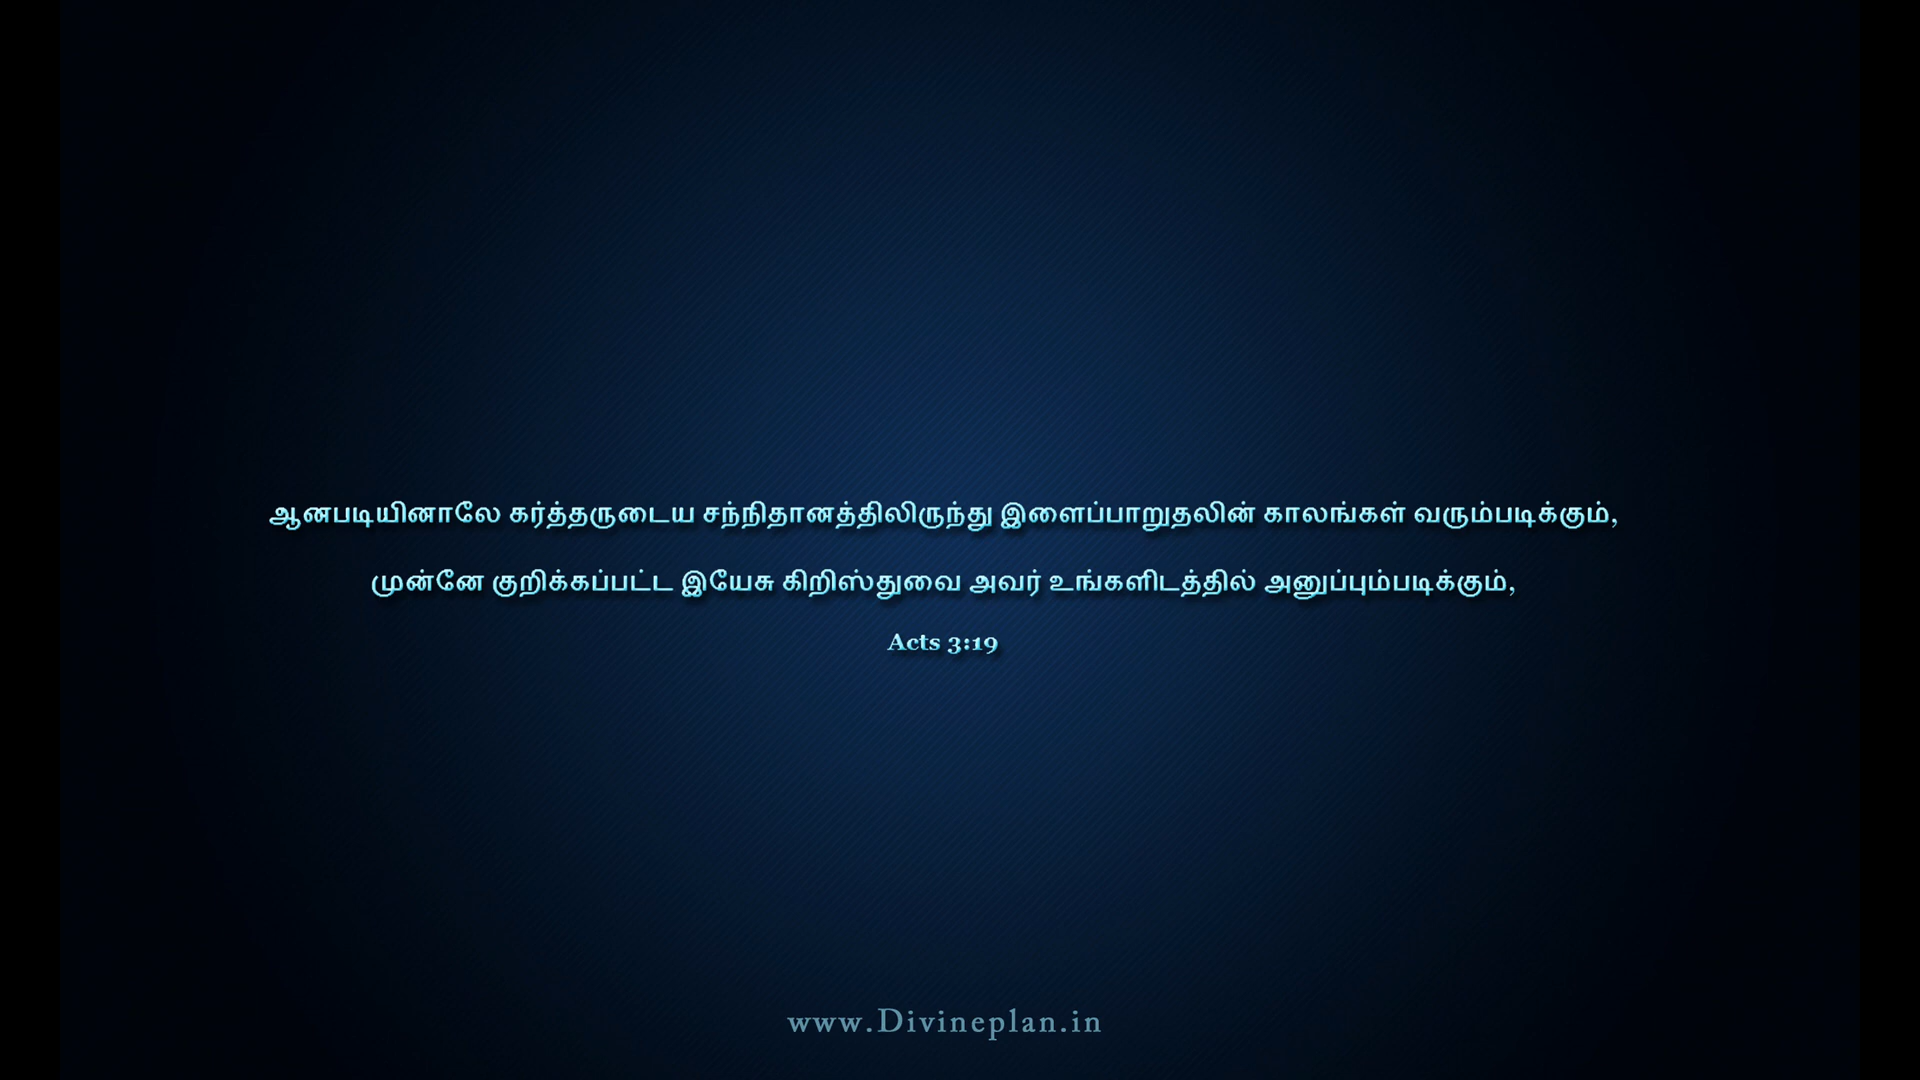 ஆனபடியினாலே கர்த்தருடைய சந்நிதானத்திலிருந்து இளைப்பாறுதலின் காலங்கள் வரும்படிக்கும்,
முன்னே குறிக்கப்பட்ட இயேசு கிறிஸ்துவை அவர் உங்களிடத்தில் அனுப்பும்படிக்கும்,
Acts 3:19
www.Divineplan.in